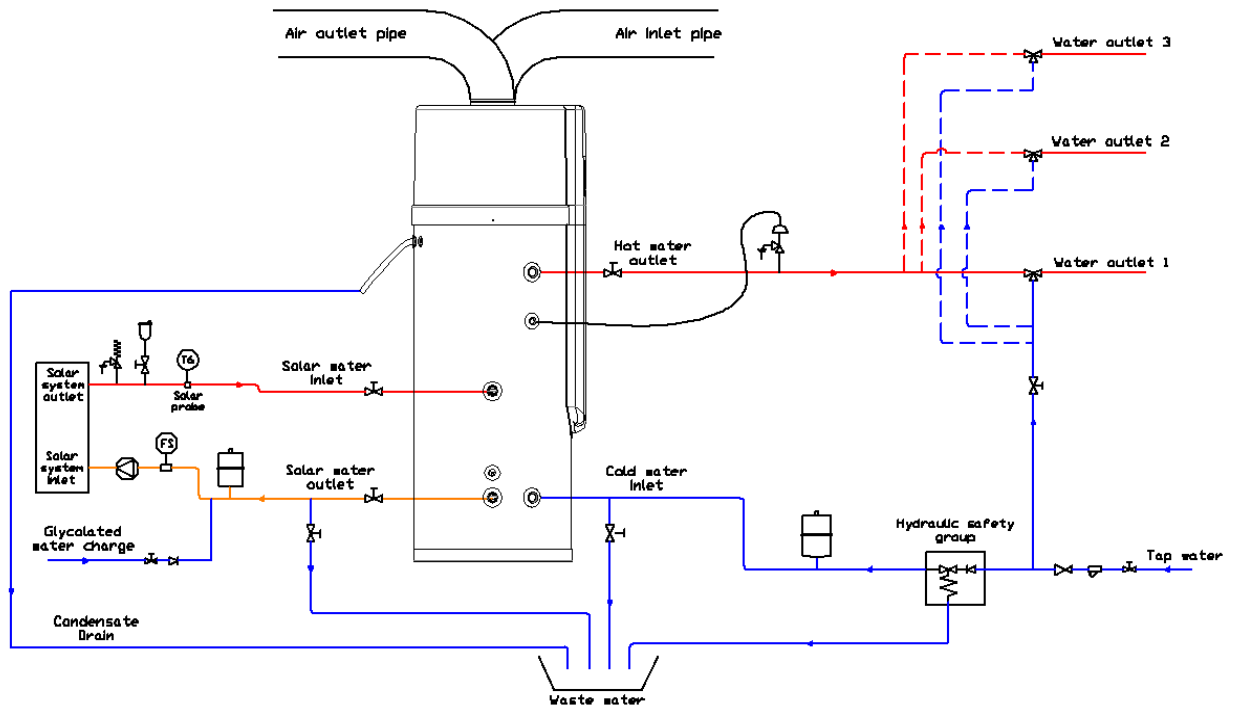 Air outlet pipe
Air inlet pipe
Water outlet 3
Water outlet 2
Hot water
outlet
Water outlet 1
Solar
system
outlet
TG
Solar
probe
Solar water
inlet
Solar
system
inlet
FS
Solar water
outlet
Cold water
inlet
Glycolated
water charge
Hydraulic safety
group
Tap water
Condensate
Drain
Waste water